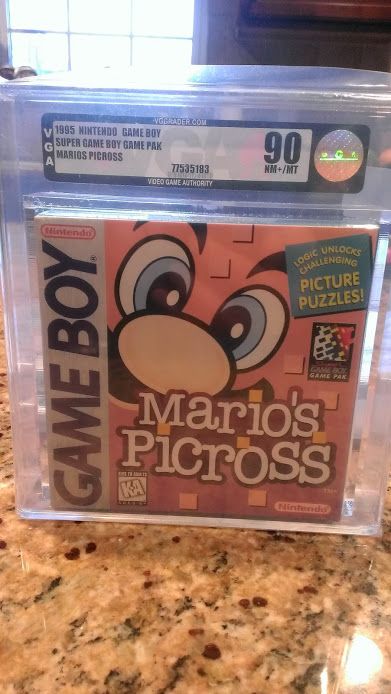 VGGRADER.COM
VGA
1995 NINTENDO GAME BOY
SUPER GAME BOY GAME PAK
MARIOS PICROSS
77535183
90
NM+/MT
VIDEO GAME AUTHORITY
Nintendo
GAME BOY
LOGIC UNLOCKS
CHALLENGING
PICTURE
PUZZLES!
GAME BOY
GAME PAK
Mario's
Picross
KIDS TO ADULTS
K-A
Nintendo